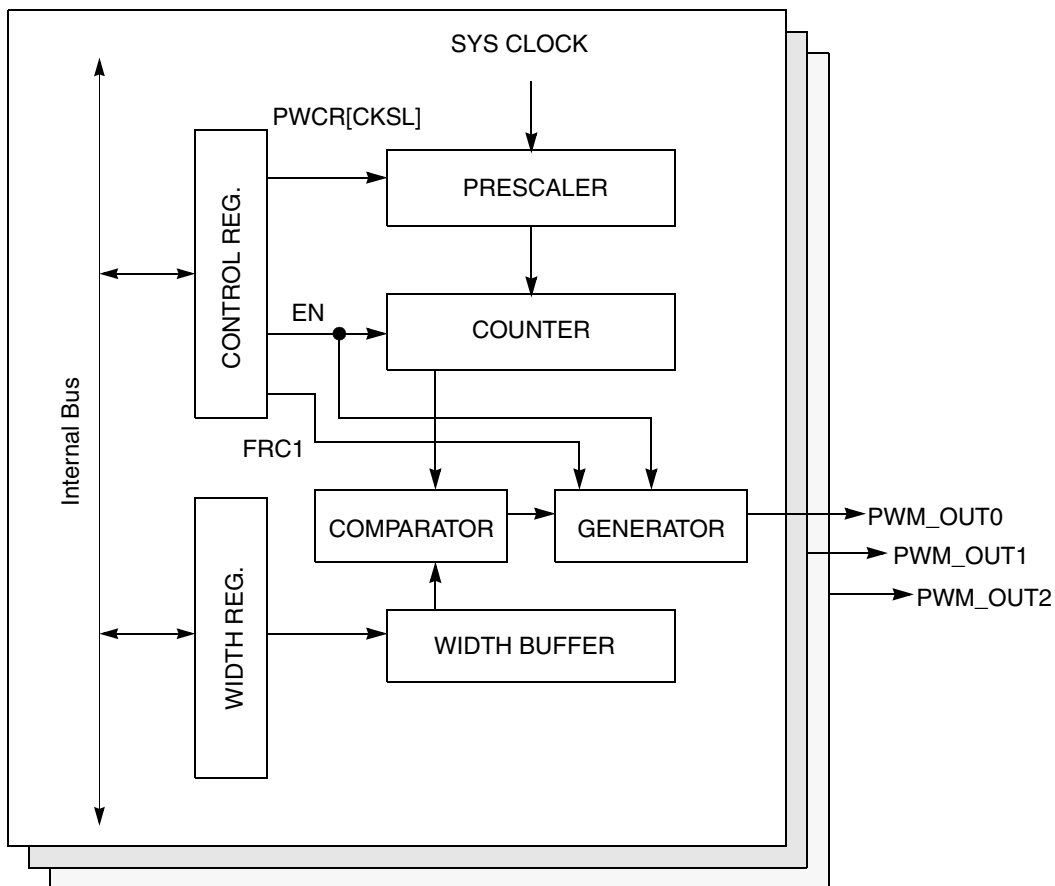 SYS CLOCK
PWCR[CKSL]
PRESCALER
CONTROL REG.
EN
COUNTER
Internal Bus
FRC1
COMPARATOR
GENERATOR
PWM_OUT0
PWM_OUT1
PWM_OUT2
WIDTH REG.
WIDTH BUFFER